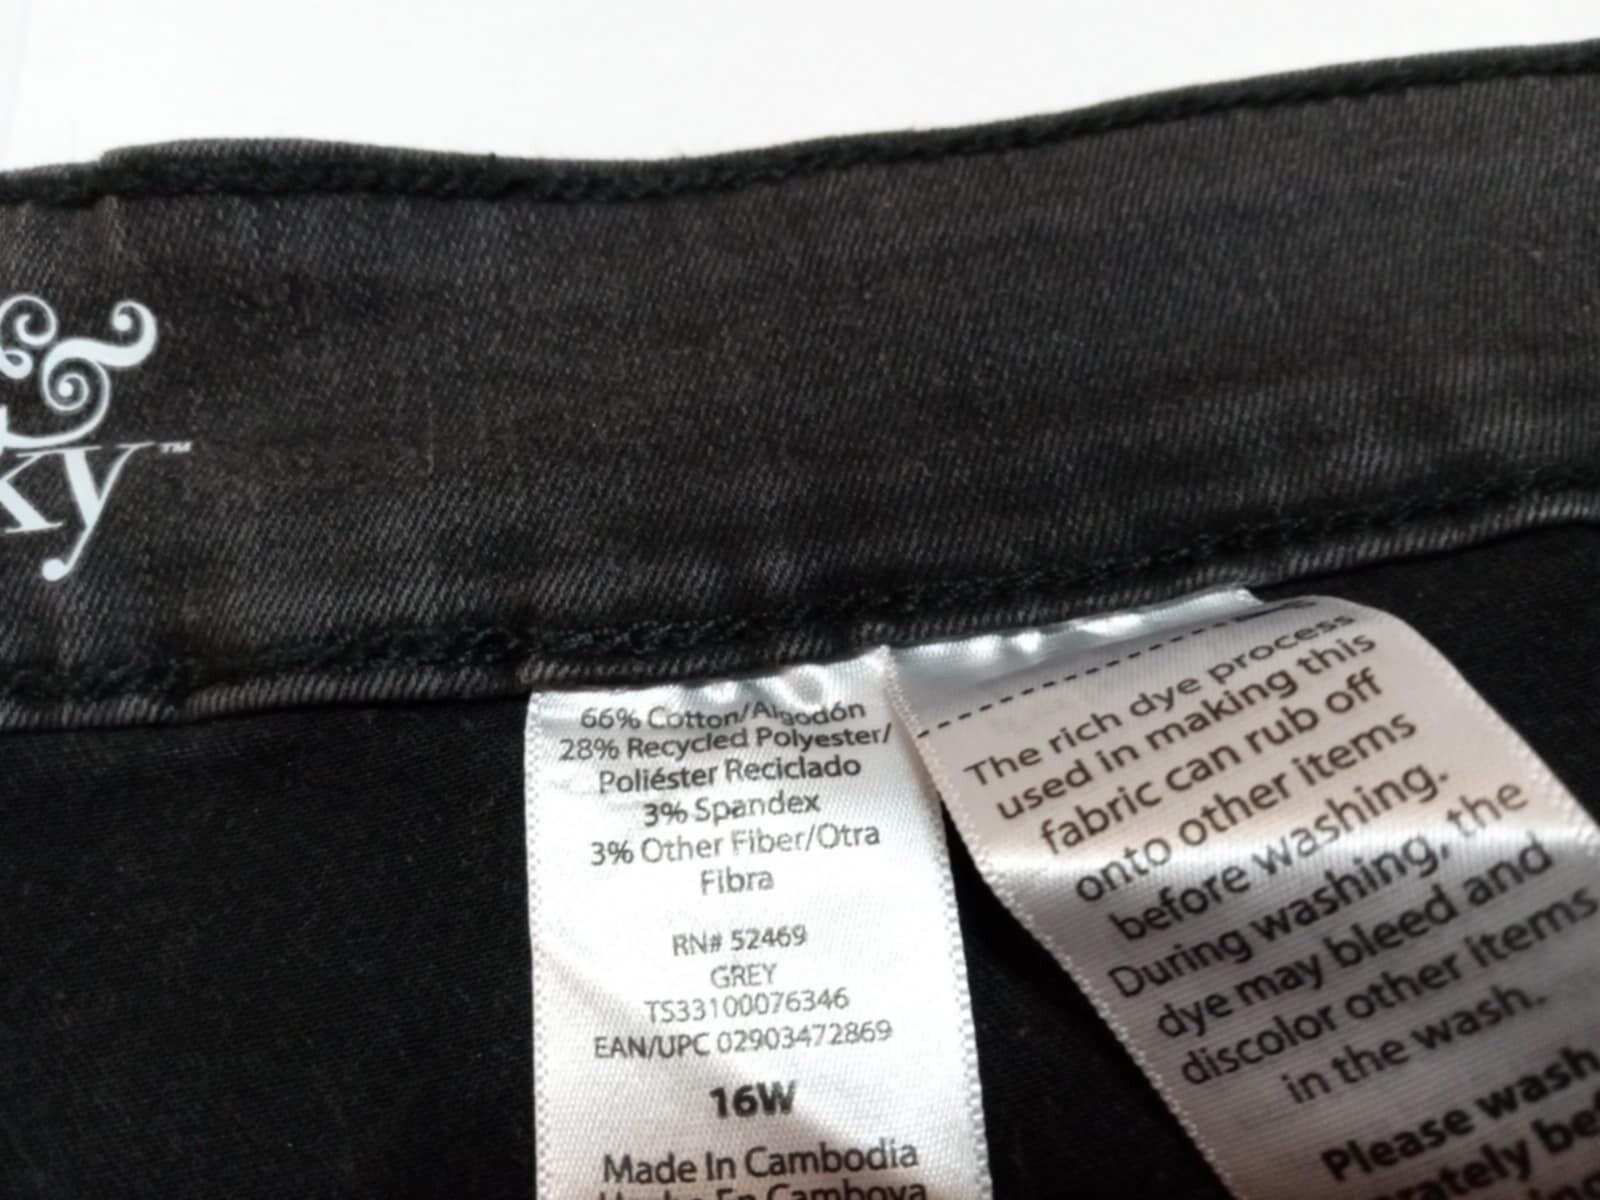 ky™
66% Cotton/Algodón
28% Recycled Polyester/
Poliéster Reciclado
3% Spandex
3% Other Fiber/Otra
Fibra
RN# 52469
GREY
TS33100076346
EAN/UPC 02903472869
16W
Made In Cambodia
Hecho En Camboya
The rich dye process
used in making this
fabric can rub off
onto other items
before washing.
During washing, the
dye may bleed and
discolor other items
in the wash.
Please wash